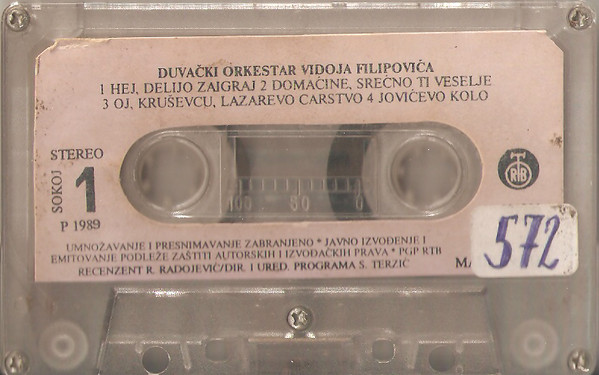 DUVAČKI ORKESTAR VIDOJA FILIPOVIĆA
1 HEJ, DELIJO ZAIGRAJ 2 DOMAĆINE, SREĆNO TI VESELJE
3 OJ, KRUŠEVCU, LAZAREVO CARSTVO 4 JOVIĆEVO KOLO
STEREO
SOKOJ
1
P 1989
100 50 0
RTB
572
UMNOŽAVANJE I PRESNIMAVANJE ZABRANJENO * JAVNO IZVOĐENJE I
EMITOVANJE PODLEŽE ZAŠTITI AUTORSKIH I IZVOĐAČKIH PRAVA * PGP RTB
RECENZENT R. RADOJEVIĆ/DIR. I URED. PROGRAMA S. TERZIĆ